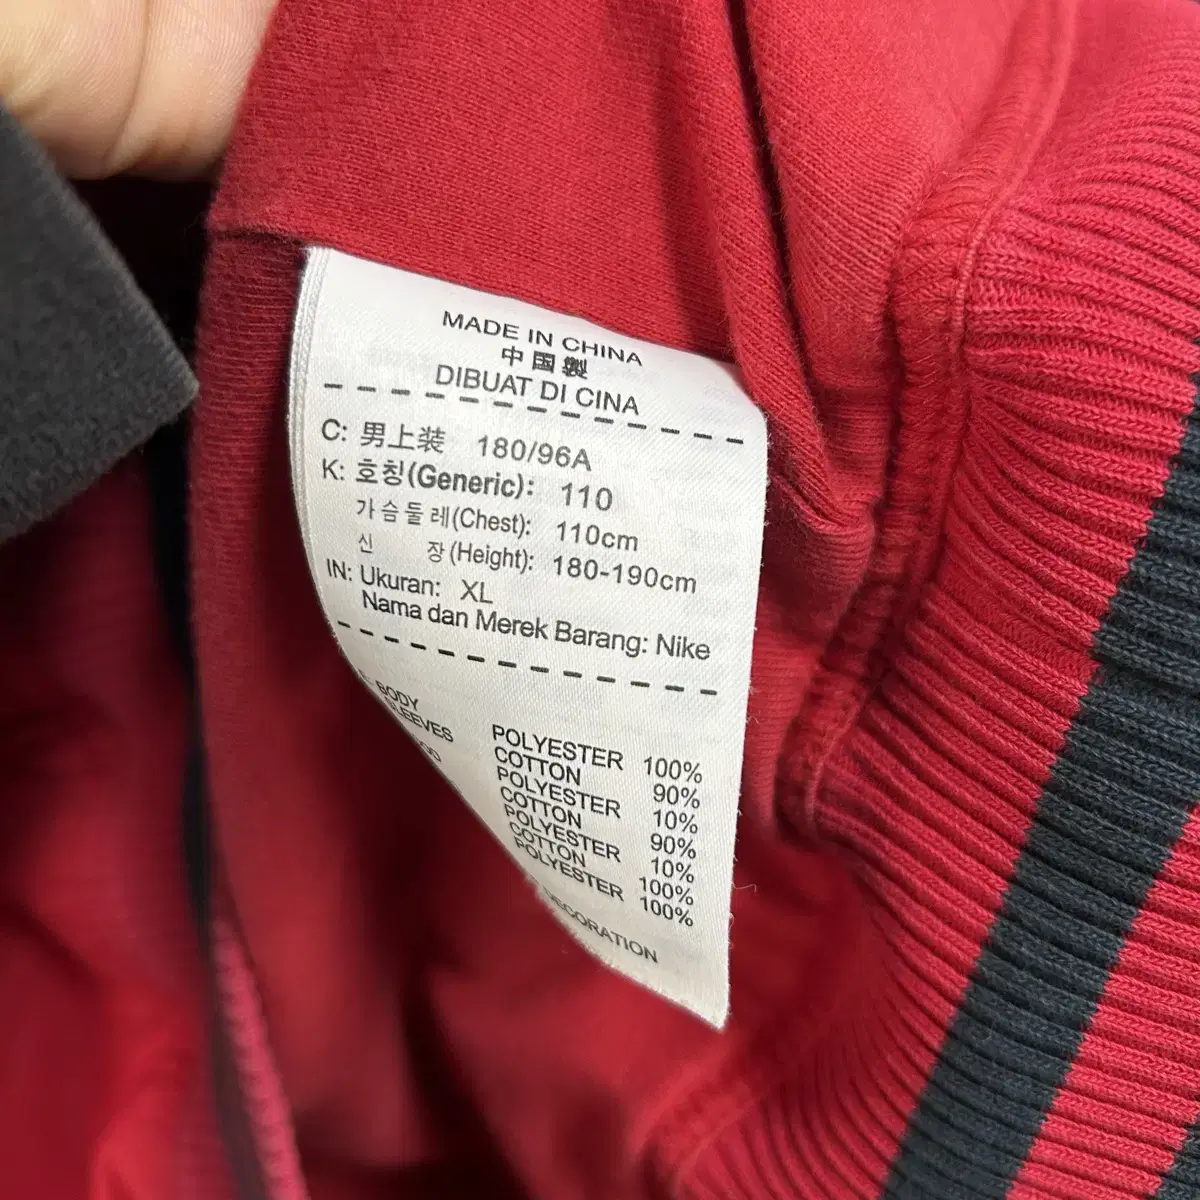 MADE IN CHINA
中国製
DIBUAT DI CINA
C: 男上装 180/96A
K: 호칭(Generic): 110
가슴둘레(Chest): 110cm
신 장(Height): 180-190cm
IN: Ukuran: XL
Nama dan Merek Barang: Nike
BODY POLYESTER 100%
SLEEVES COTTON 90%
POLYESTER 10%
COTTON 90%
POLYESTER 10%
COTTON 100%
POLYESTER 100%
DECORATION